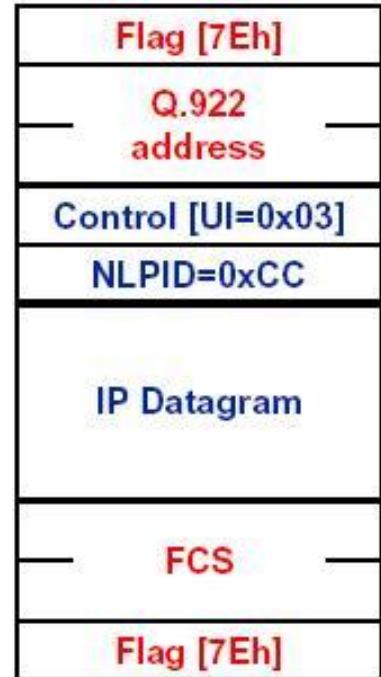 Flag [7Eh]
Q.922
address
Control [UI=0x03]
NLPID=0xCC
IP Datagram
FCS
Flag [7Eh]